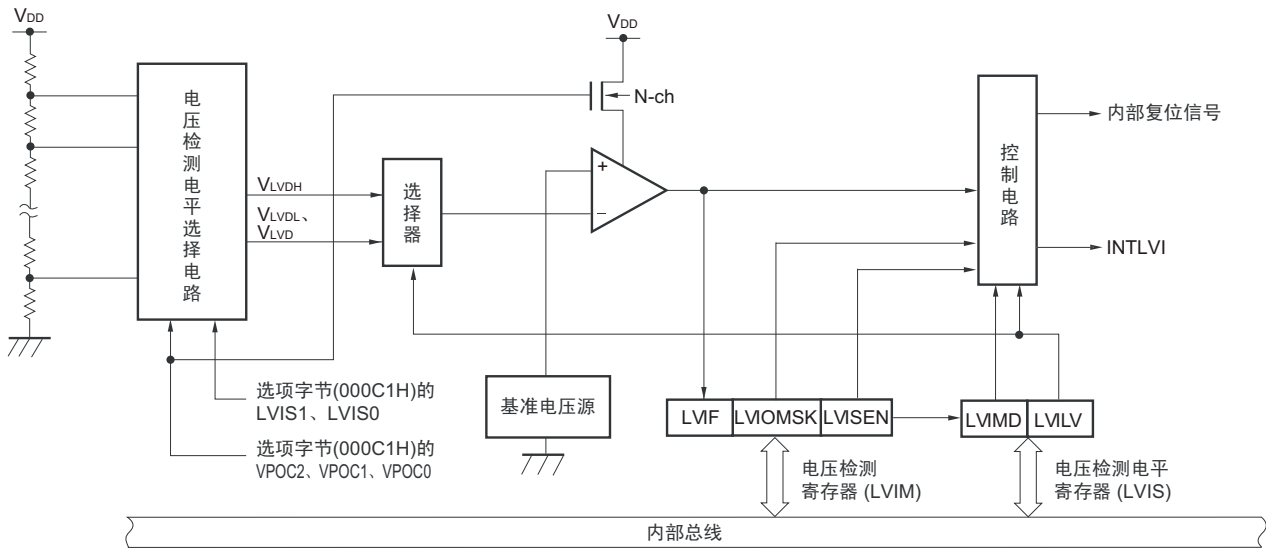 VDD
VDD
N-ch
电压检测电平选择电路
VLVDH
VLVDL、
VLVD
选择器
+
−
控制电路
内部复位信号
INTLVI
选项字节(000C1H)的
LVIS1、LVIS0
选项字节(000C1H)的
VPOC2、VPOC1、VPOC0
基准电压源
LVIF
LVIOMSK
LVISEN
LVIMD
LVILV
电压检测
寄存器 (LVIM)
电压检测电平
寄存器 (LVIS)
内部总线